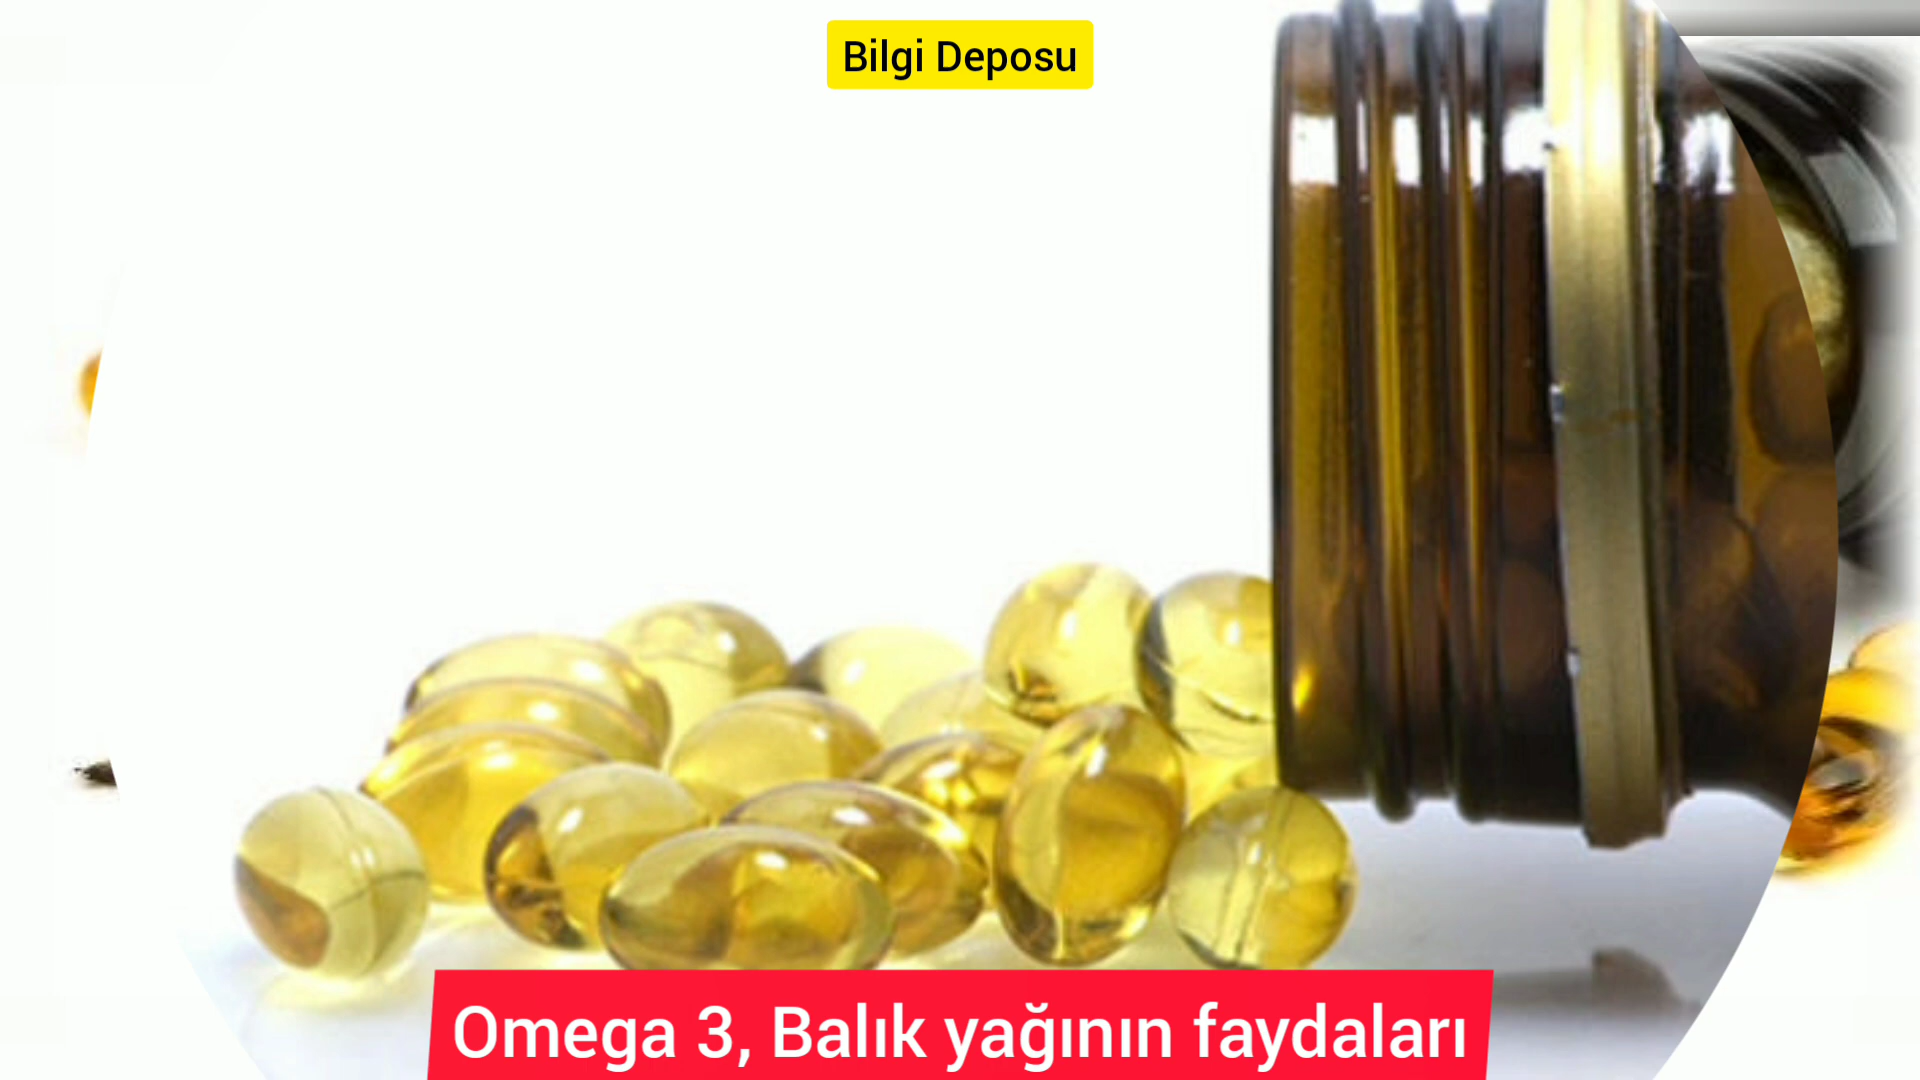 Bilgi Deposu
Omega 3, Balık yağının faydaları